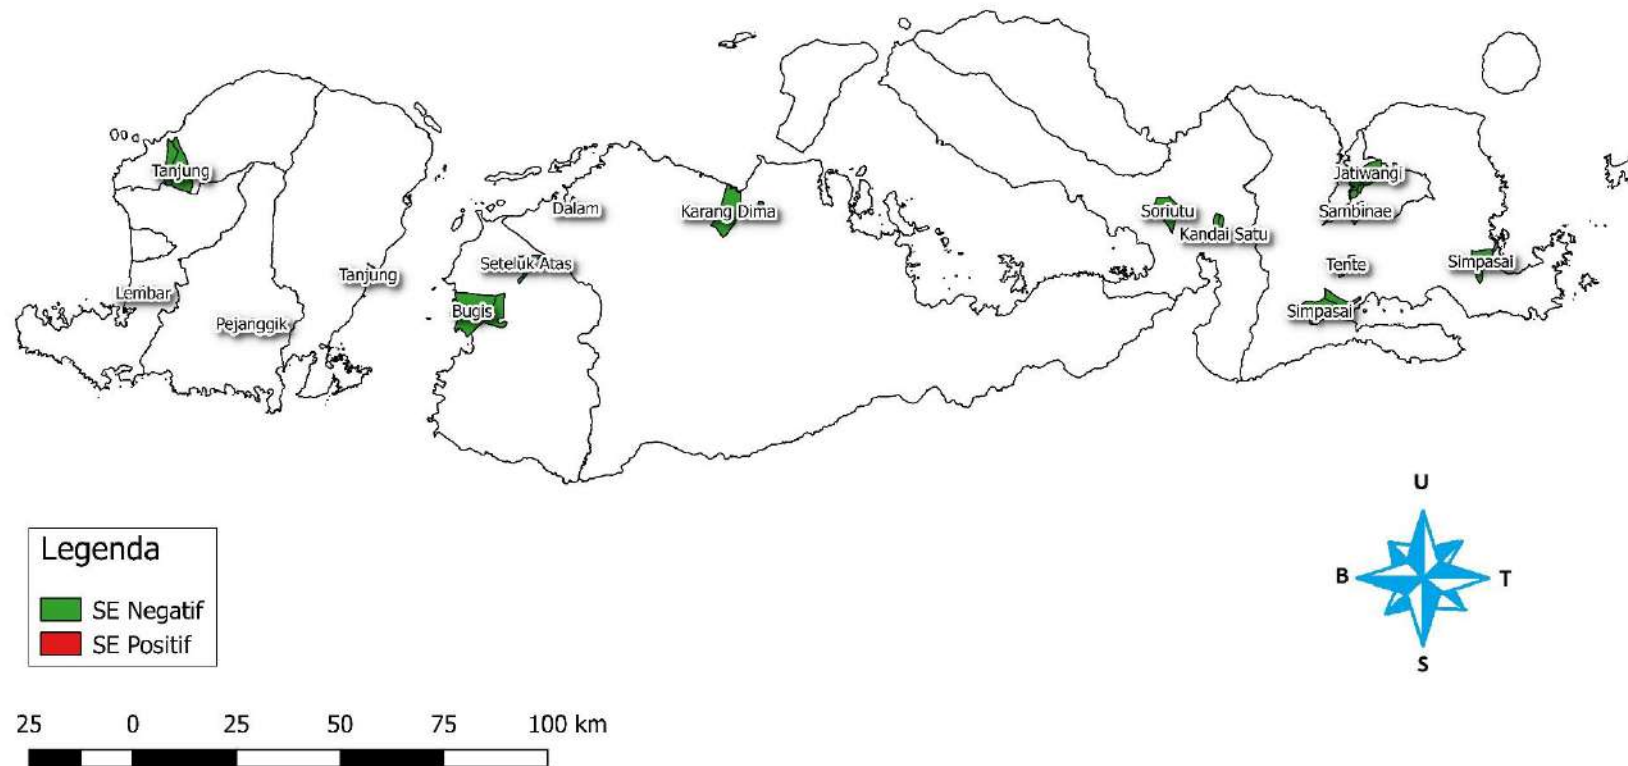 Tanjung
Jatiwangi
Dalam
Karang Dima
Soriutu
Sambinae
Kandai Satu
Seteluk Atas
Tanjung
Tente
Simpasai
Lembar
Bugis
Simpasai
Pejanggik
U
B
T
S
Legenda
SE Negatif
SE Positif
25 0 25 50 75 100 km